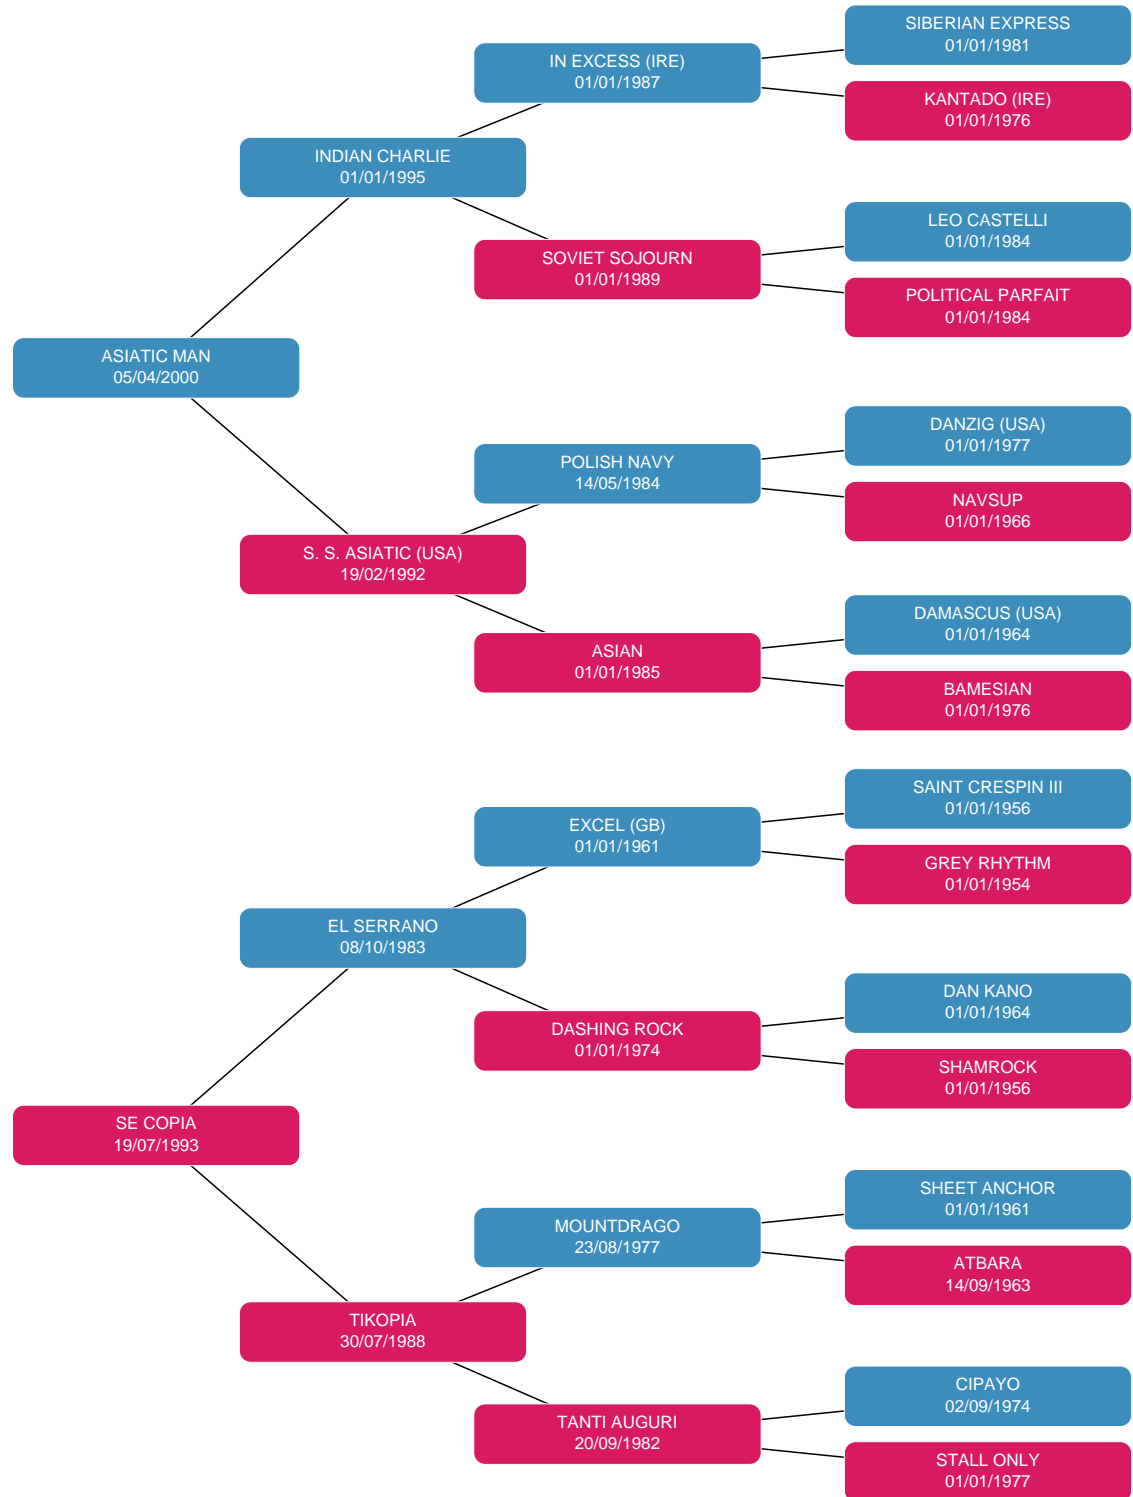 SIBERIAN EXPRESS
01/01/1981
IN EXCESS (IRE)
01/01/1987
KANTADO (IRE)
01/01/1976
INDIAN CHARLIE
01/01/1995
LEO CASTELLI
01/01/1984
SOVIET SOJOURN
01/01/1989
POLITICAL PARFAIT
01/01/1984
ASIATIC MAN
05/04/2000
DANZIG (USA)
01/01/1977
POLISH NAVY
14/05/1984
NAVSUP
01/01/1966
S. S. ASIATIC (USA)
19/02/1992
DAMASCUS (USA)
01/01/1964
ASIAN
01/01/1985
BAMESIAN
01/01/1976
SAINT CRESPIN III
01/01/1956
EXCEL (GB)
01/01/1961
GREY RHYTHM
01/01/1954
EL SERRANO
08/10/1983
DAN KANO
01/01/1964
DASHING ROCK
01/01/1974
SHAMROCK
01/01/1956
SE COPIA
19/07/1993
SHEET ANCHOR
01/01/1961
MOUNTDRAGO
23/08/1977
ATBARA
14/09/1963
TIKOPIA
30/07/1988
CIPAYO
02/09/1974
TANTI AUGURI
20/09/1982
STALL ONLY
01/01/1977